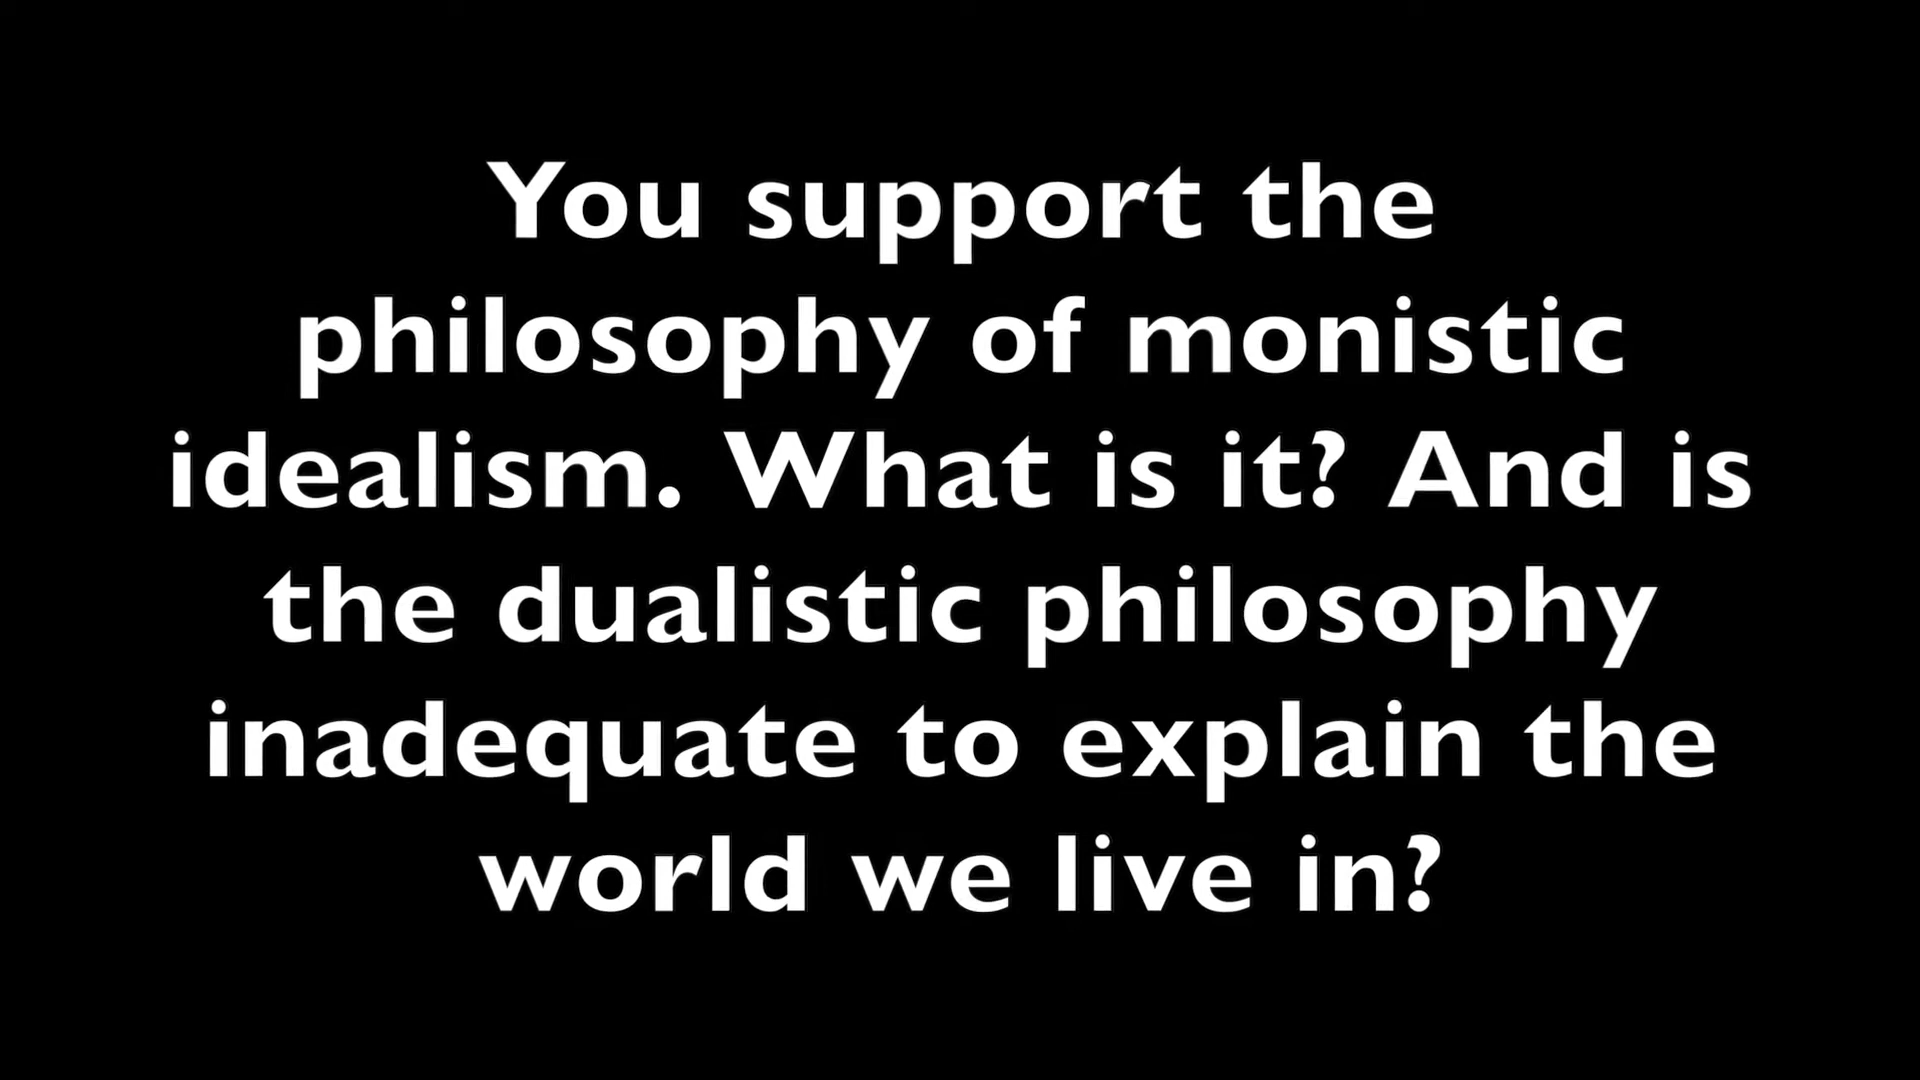 You support the
philosophy of monistic
idealism. What is it? And is
the dualistic philosophy
inadequate to explain the
world we live in?